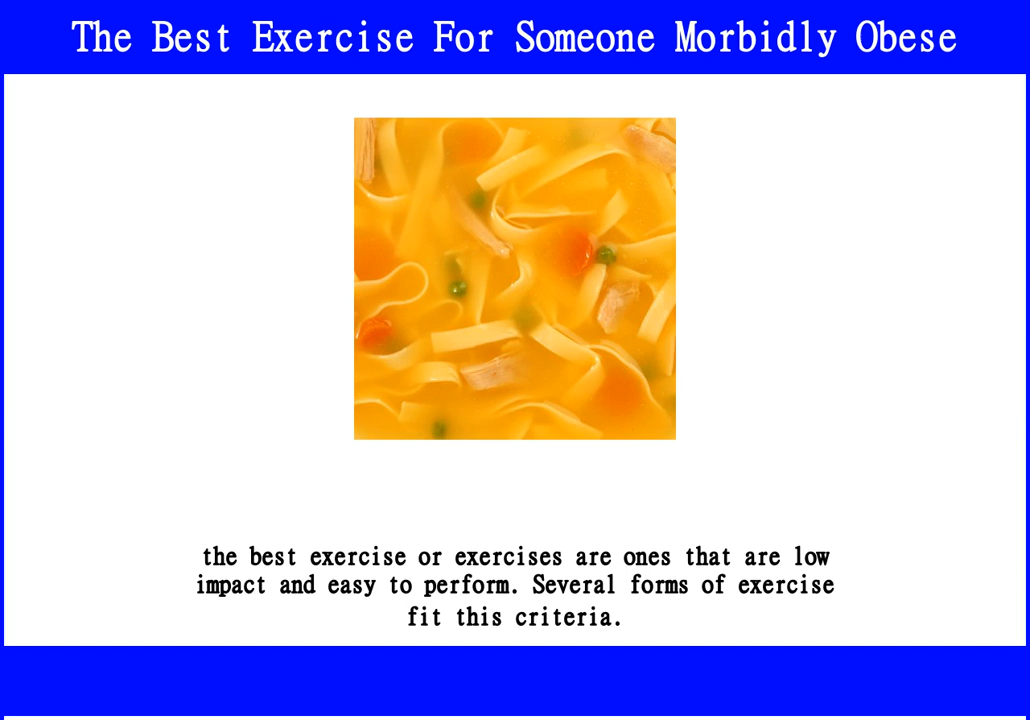 The Best Exercise For Someone Morbidly Obese
the best exercise or exercises are ones that are low
impact and easy to perform. Several forms of exercise
fit this criteria.